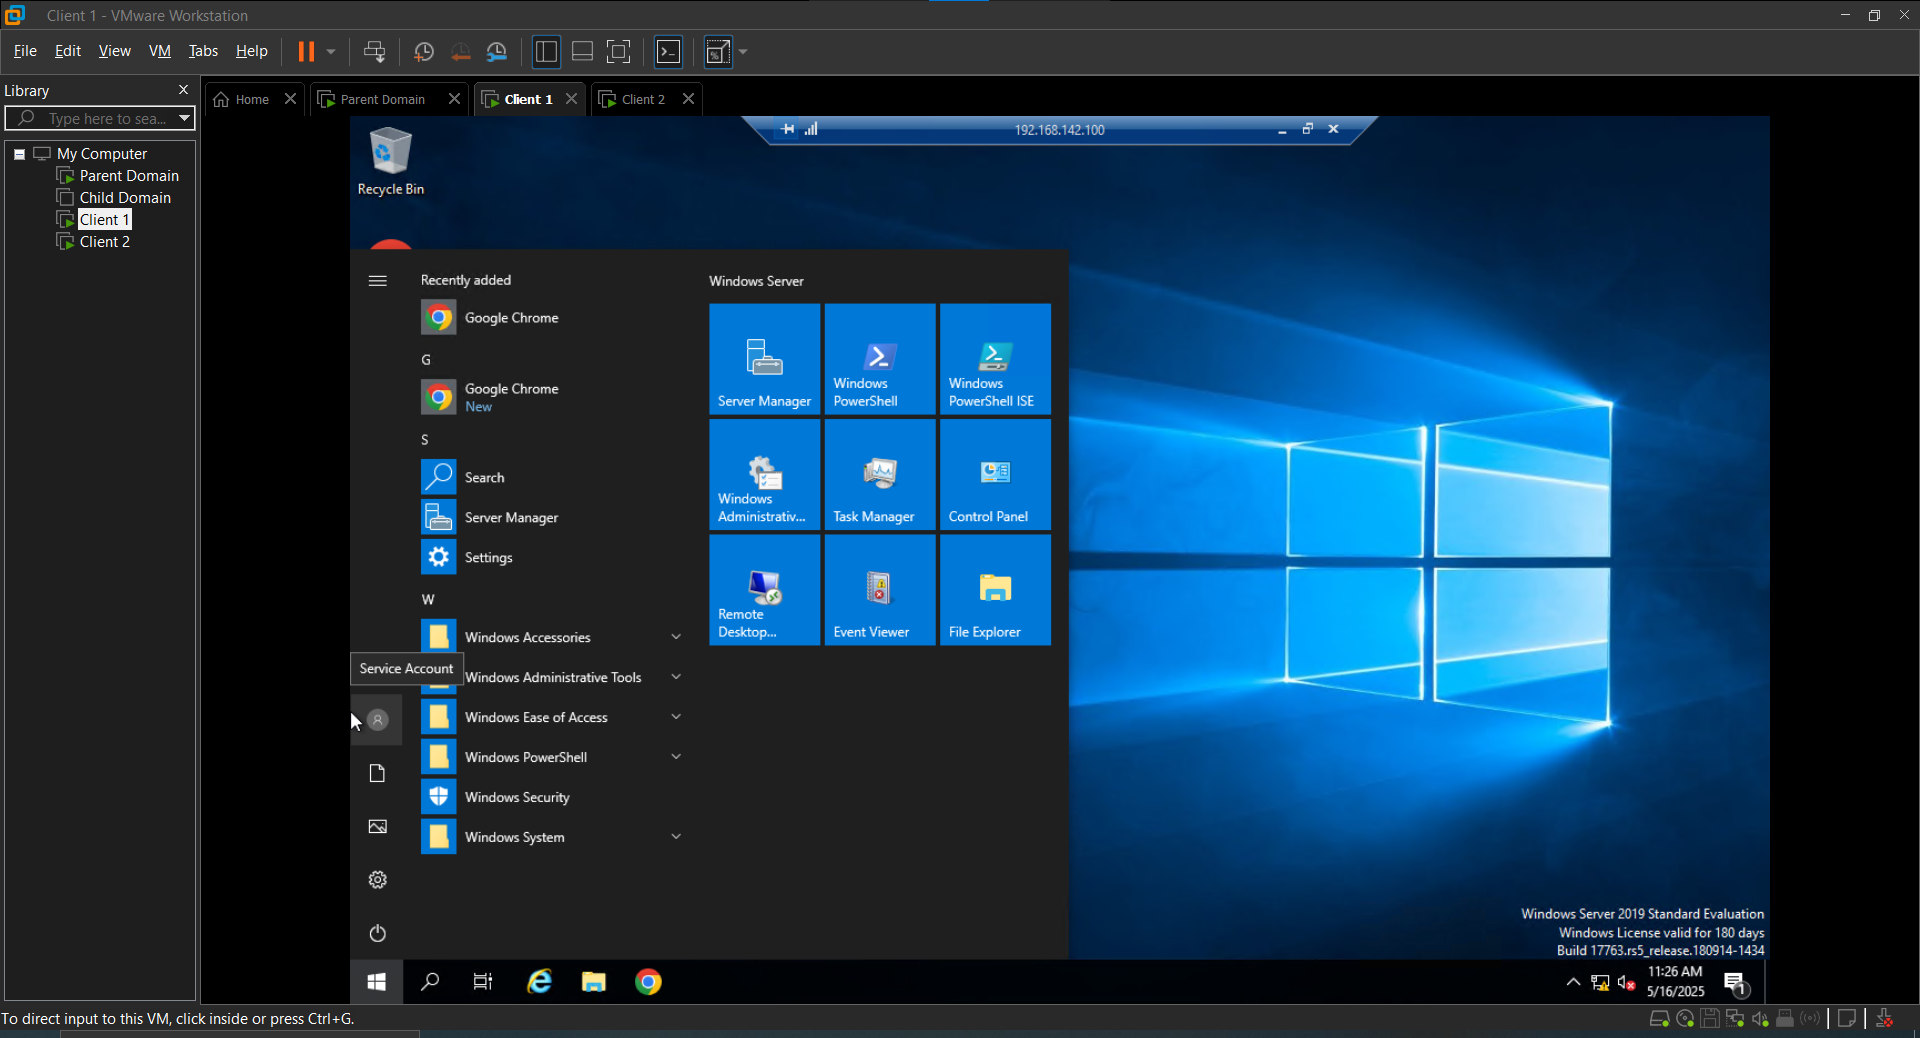 Client 1 - VMware Workstation
File Edit View VM Tabs Help
Library
Type here to sea...
My Computer
Parent Domain
Child Domain
Client 1
Client 2
Home
Parent Domain
Client 1
Client 2
192.168.142.100
Recycle Bin
Recently added
Google Chrome
G
Google Chrome
New
S
Search
Server Manager
Settings
W
Windows Accessories
Service Account
Windows Administrative Tools
Windows Ease of Access
Windows PowerShell
Windows Security
Windows System
Windows Server
Server Manager
Windows
PowerShell
Windows
PowerShell ISE
Windows
Administrativ...
Task Manager
Control Panel
Remote
Desktop...
Event Viewer
File Explorer
Windows Server 2019 Standard Evaluation
Windows License valid for 180 days
Build 17763.rs5_release.180914-1434
11:26 AM
5/16/2025
1
To direct input to this VM, click inside or press Ctrl+G.